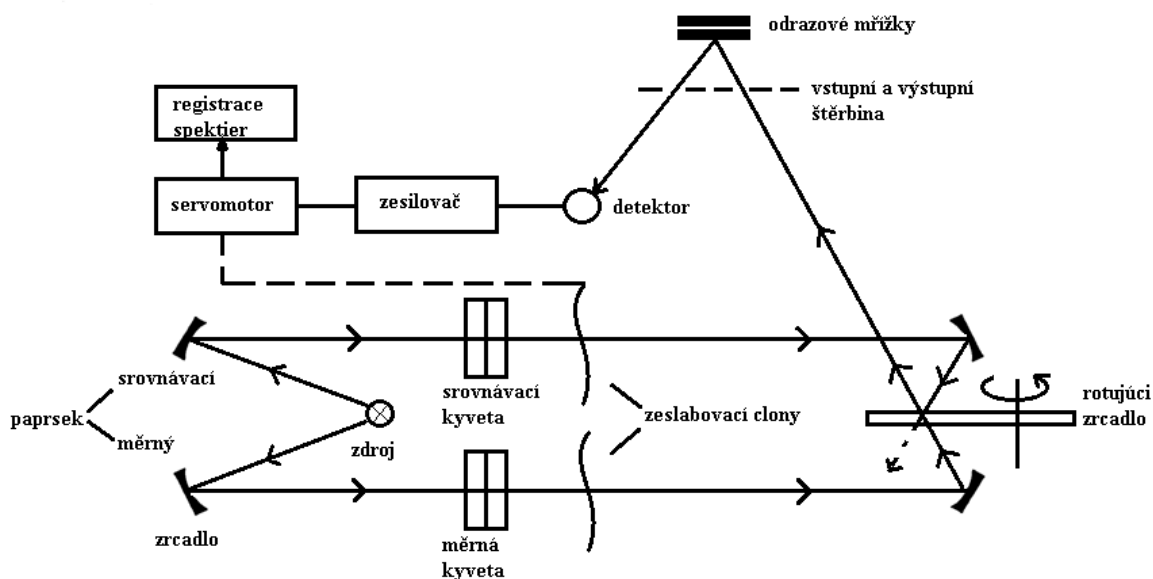 odrazové mřížky
vstupní a výstupní
štěrbina
registrace
spektier
servomotor
zesilovač
detektor
srovnávací
paprsek
měrný
zdroj
srovnávací
kyveta
zeslabovací clony
rotujúci
zrcadlo
zrcadlo
měrná
kyveta